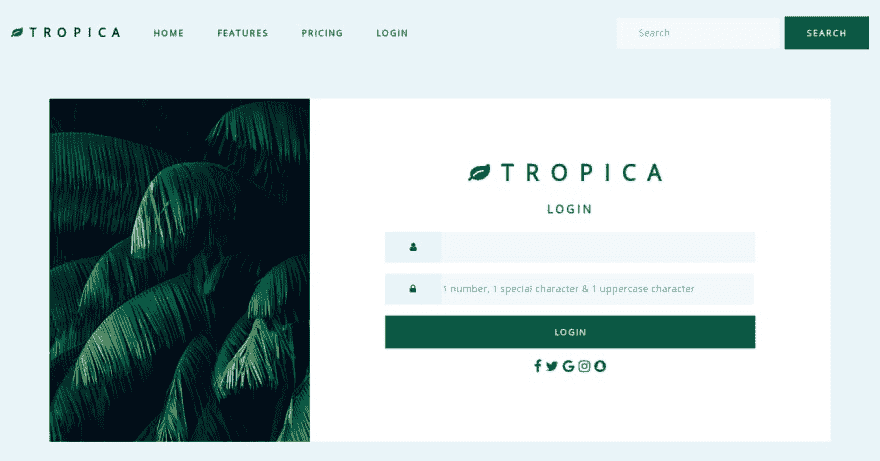 TROPICA HOME FEATURES PRICING LOGIN Search SEARCH
TROPICA
LOGIN
1 number, 1 special character & 1 uppercase character
LOGIN